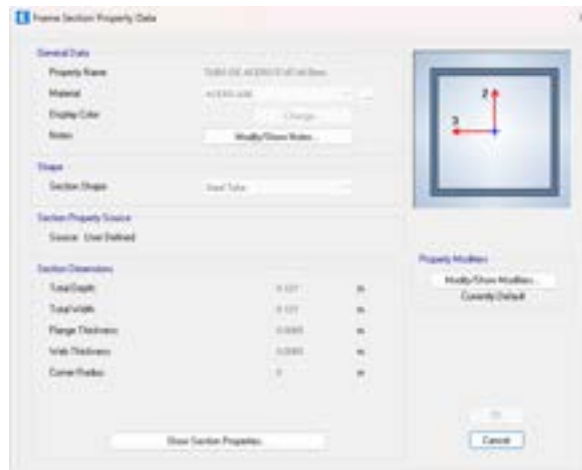 Frame Section Property Data
General Data
Property Name
Material
Display Color Change...
Notes Modify/Show Notes...
Shape
Section Shape Steel Tube
Section Property Source
Source: User Defined
Section Dimensions
Total Depth m
Total Width m
Flange Thickness m
Web Thickness m
Corner Radius m
Show Section Properties...
2
3
Property Modifiers
Modify/Show Modifiers...
Currently Default
OK
Cancel